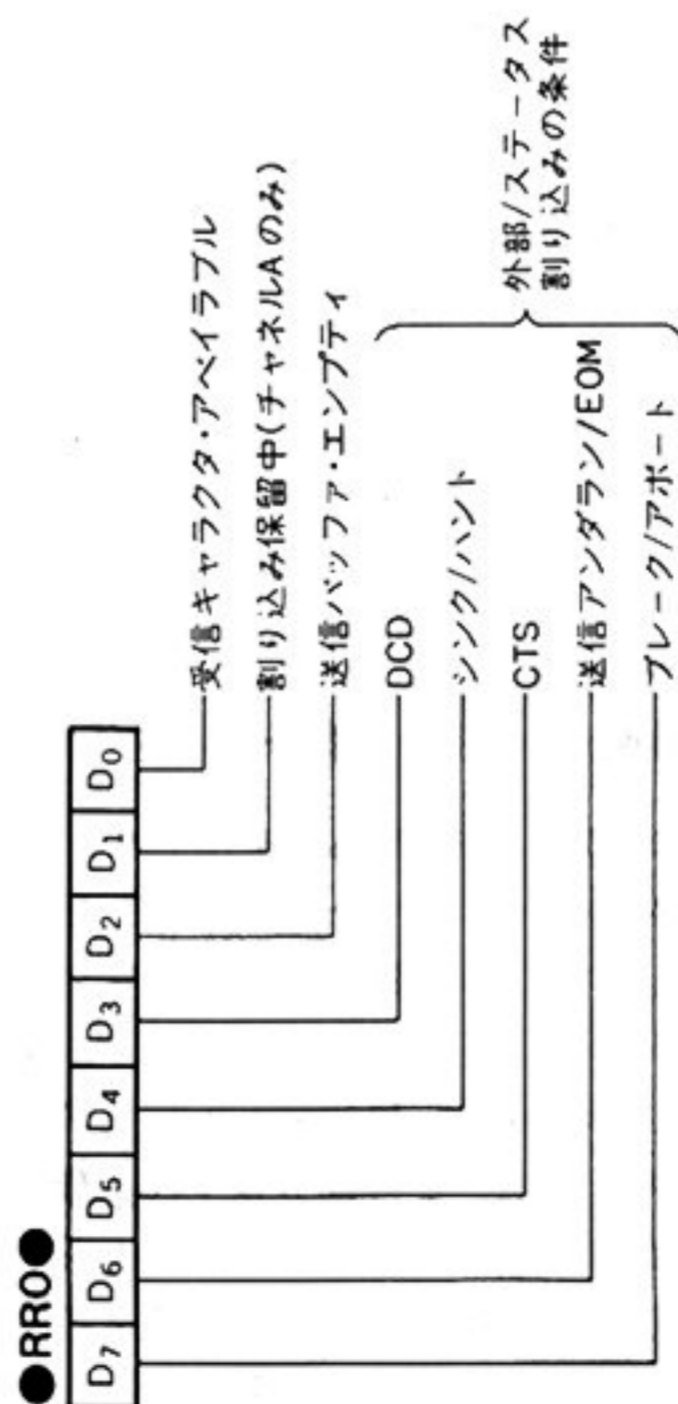 ●RR0●
D7 D6 D5 D4 D3 D2 D1 D0
受信キャラクタ・アベイラブル
割り込み保留中(チャネルAのみ)
送信バッファ・エンプティ
DCD
シンク/ハント
CTS
送信アンダラン/EOM
ブレーク/アボート
外部/ステータス
割り込みの条件